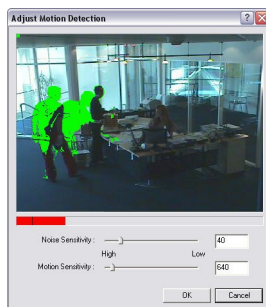 Adjust Motion Detection
Noise Sensitivity :
40
High
Low
Motion Sensitivity :
640
OK
Cancel